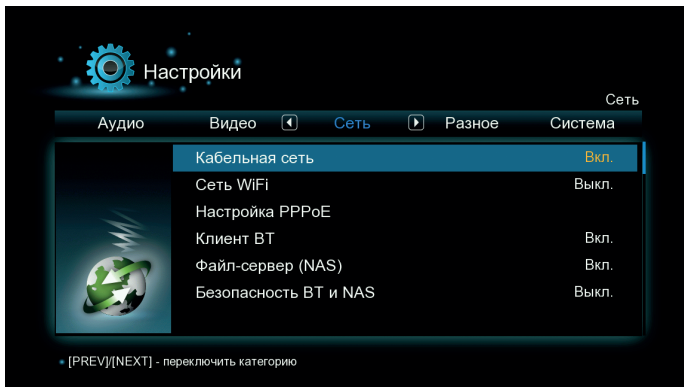 Настройки
Сеть
Аудио Видео Сеть Разное Система
Кабельная сеть Вкл.
Сеть WiFi Выкл.
Настройка PPPoE
Клиент BT Вкл.
Файл-сервер (NAS) Вкл.
Безопасность BT и NAS Выкл.
[PREV]/[NEXT] - переключить категорию